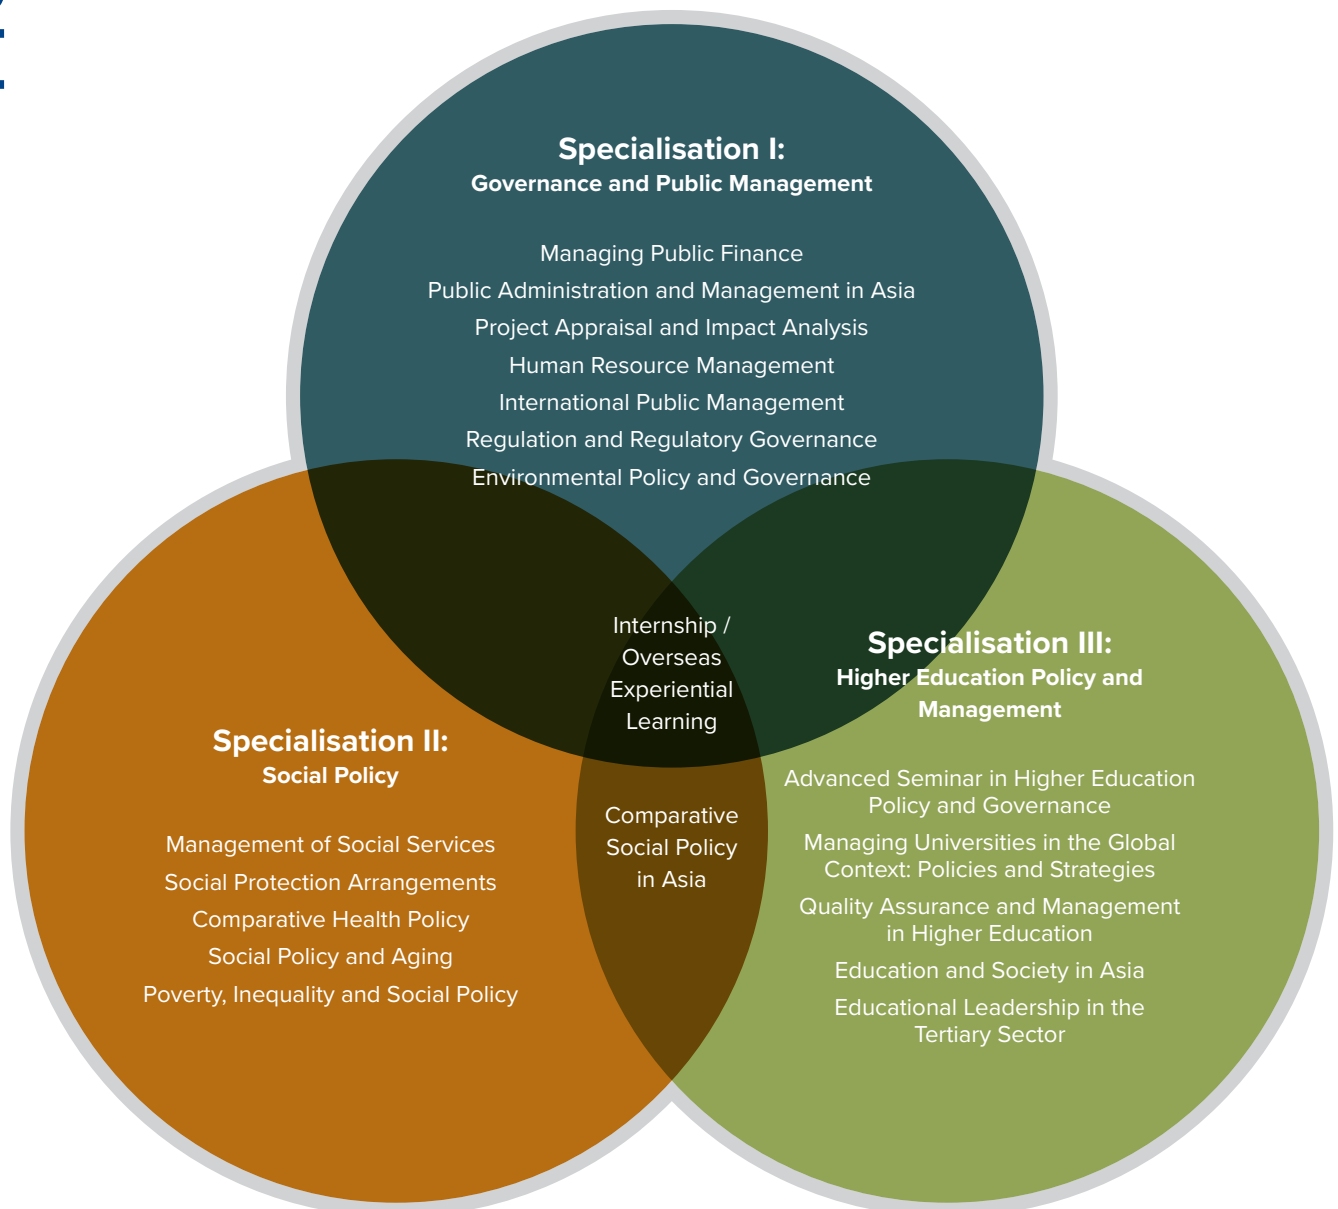 Specialisation I:
Governance and Public Management
Managing Public Finance
Public Administration and Management in Asia
Project Appraisal and Impact Analysis
Human Resource Management
International Public Management
Regulation and Regulatory Governance
Environmental Policy and Governance
Internship /
Overseas
Experiential
Learning
Comparative
Social Policy
in Asia
Specialisation II:
Social Policy
Management of Social Services
Social Protection Arrangements
Comparative Health Policy
Social Policy and Aging
Poverty, Inequality and Social Policy
Specialisation III:
Higher Education Policy and
Management
Advanced Seminar in Higher Education
Policy and Governance
Managing Universities in the Global
Context: Policies and Strategies
Quality Assurance and Management
in Higher Education
Education and Society in Asia
Educational Leadership in the
Tertiary Sector